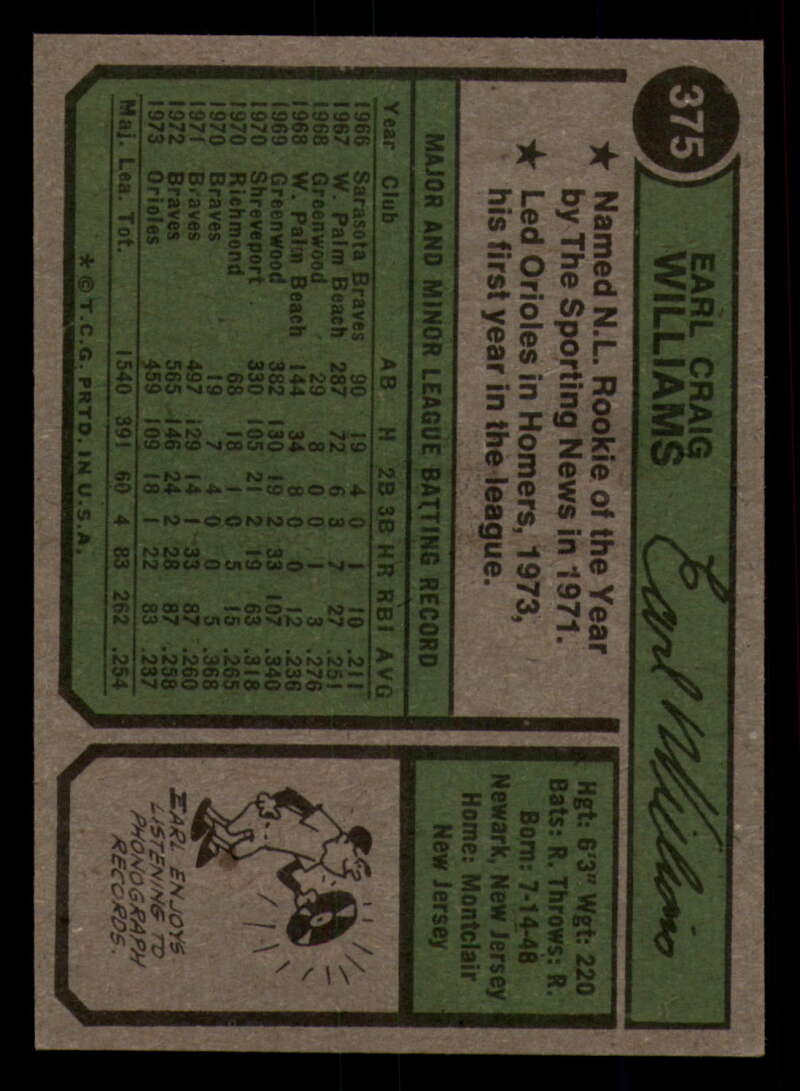 375
EARL CRAIG
WILLIAMS
Earl Williams
★ Named N.L. Rookie of the Year
by The Sporting News in 1971.
★ Led Orioles in Homers, 1973,
his first year in the league.
MAJOR AND MINOR LEAGUE BATTING RECORD
Year Club AB H 2B 3B HR RBI AVG
1966 Sarasota Braves 90 19 4 0 1 10 .211
1967 W. Palm Beach 287 72 6 3 7 27 .251
1968 Greenwood 29 8 0 0 1 3 .276
1968 W. Palm Beach 144 34 8 0 0 12 .236
1969 Greenwood 382 130 19 2 33 107 .340
1970 Shreveport 330 105 21 2 19 63 .318
1970 Richmond 68 18 1 0 5 15 .265
1970 Braves 19 7 4 0 0 5 .368
1971 Braves 497 129 14 1 33 87 .260
1972 Braves 565 146 24 2 28 87 .258
1973 Orioles 459 109 18 1 22 83 .237
Maj. Lea. Tot. 1540 391 60 4 83 262 .254
* © T.C.G. PRTD. IN U.S.A.
Hgt: 6'3" Wgt: 220
Bats: R. Throws: R.
Born: 7-14-48
Newark, New Jersey
Home: Montclair
New Jersey
EARL ENJOYS
LISTENING TO
PHONOGRAPH
RECORDS.